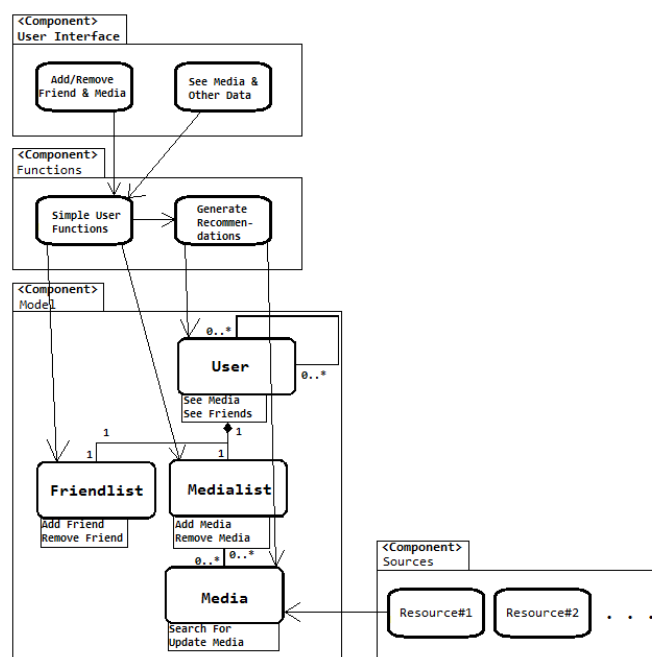 <Component>
User Interface
Add/Remove
Friend & Media
See Media &
Other Data
<Component>
Functions
Simple User
Functions
Generate
Recommen-
dations
<Component>
Model
0..*
User
0..*
See Media
See Friends
1
1
1
1
Friendlist
Medialist
Add Friend
Remove Friend
Add Media
Remove Media
0..*
0..*
Media
Search For
Update Media
<Component>
Sources
Resource#1
Resource#2
. . .